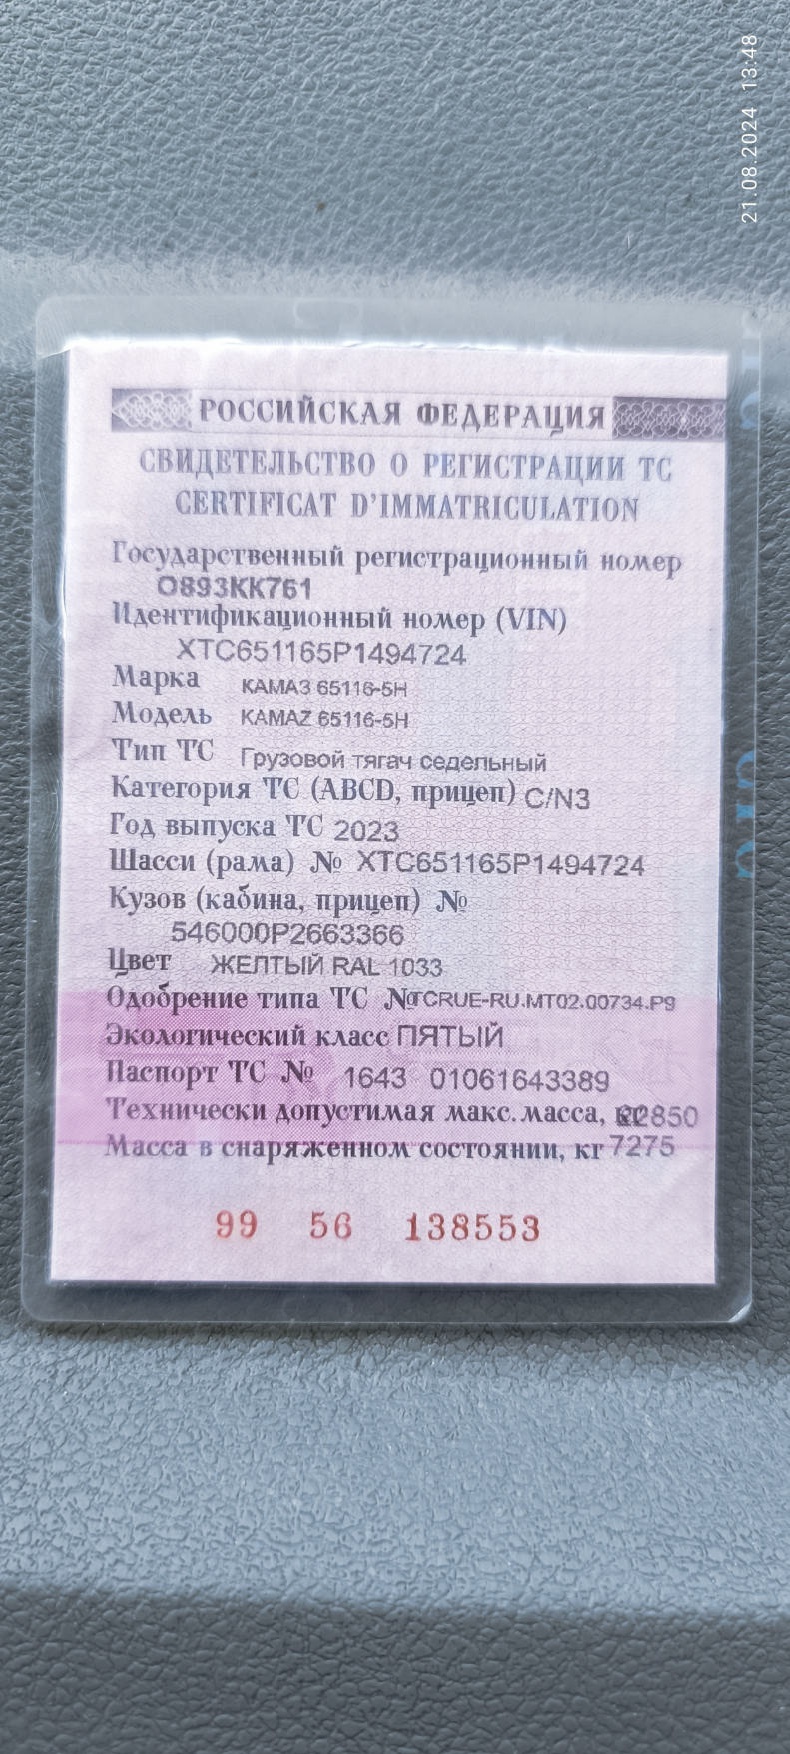 21.08.2024 13:48
РОССИЙСКАЯ ФЕДЕРАЦИЯ
СВИДЕТЕЛЬСТВО О РЕГИСТРАЦИИ ТС
CERTIFICAT D'IMMATRICULATION
Государственный регистрационный номер
О893КК761
Идентификационный номер (VIN)
XTC651165P1494724
Марка КАМАЗ 65116-5Н
Модель KAMAZ 65116-5H
Тип ТС Грузовой тягач седельный
Категория ТС (ABCD, прицеп) C/N3
Год выпуска ТС 2023
Шасси (рама) № XTC651165P1494724
Кузов (кабина, прицеп) №
546000P2663366
Цвет ЖЕЛТЫЙ RAL 1033
Одобрение типа ТС № TCRUE-RU.MT02.00734.P9
Экологический класс ПЯТЫЙ
Паспорт ТС № 1643 01061643389
Технически допустимая макс. масса, кг 22850
Масса в снаряженном состоянии, кг 7275
99 56 138553